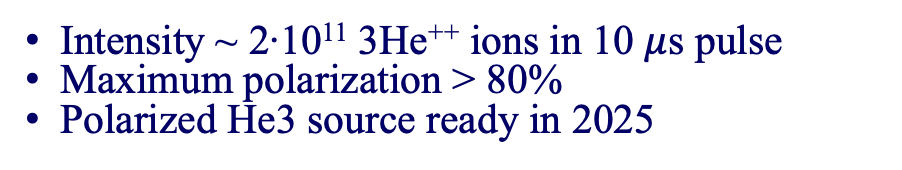 • Intensity ~ 2·10¹¹ 3He⁺⁺ ions in 10 μs pulse
• Maximum polarization > 80%
• Polarized He3 source ready in 2025